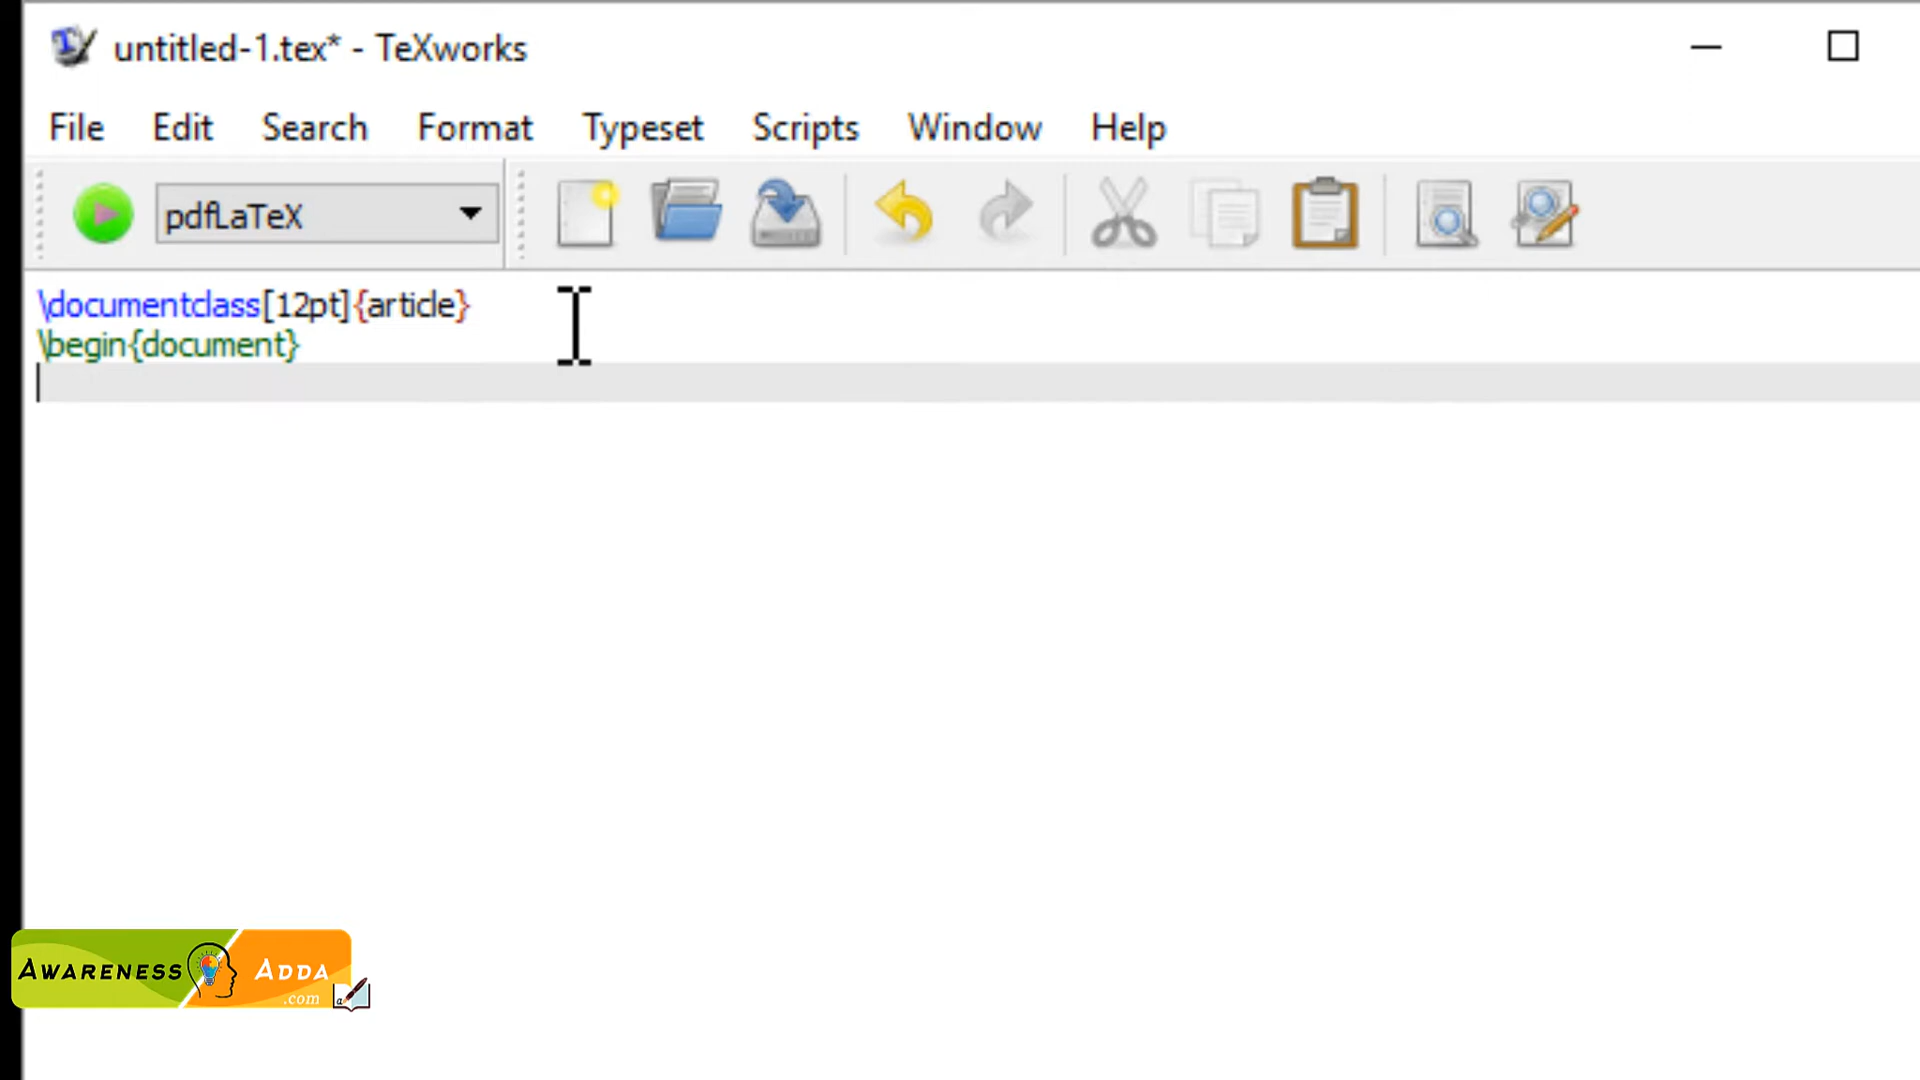 untitled-1.tex* - TeXworks
File Edit Search Format Typeset Scripts Window Help
pdfLaTeX
\documentclass[12pt]{article}
\begin{document}
AWARENESS ADDA
.com